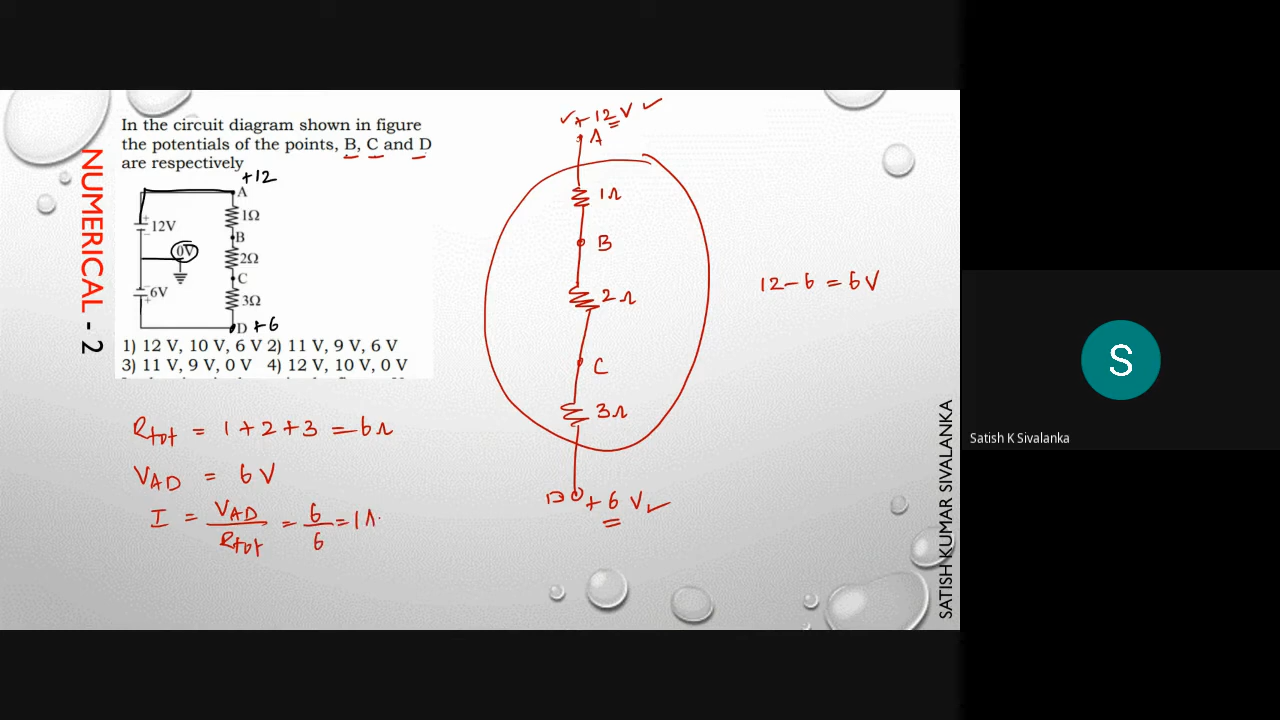 NUMERICAL - 2
In the circuit diagram shown in figure
the potentials of the points, B, C and D
are respectively
+12
A
+
12V
1Ω
B
0V
2Ω
C
6V
+
3Ω
D +6
1) 12 V, 10 V, 6 V 2) 11 V, 9 V, 6 V
3) 11 V, 9 V, 0 V 4) 12 V, 10 V, 0 V
Rtot = 1+2+3 = 6Ω
VAD = 6 V
I = VAD/Rtot = 6/6 = 1A
+12 V
A
1Ω
B
2Ω
C
3Ω
D +6 V
12-6 = 6V
SATISH KUMAR SIVALANKA
S
Satish K Sivalanka